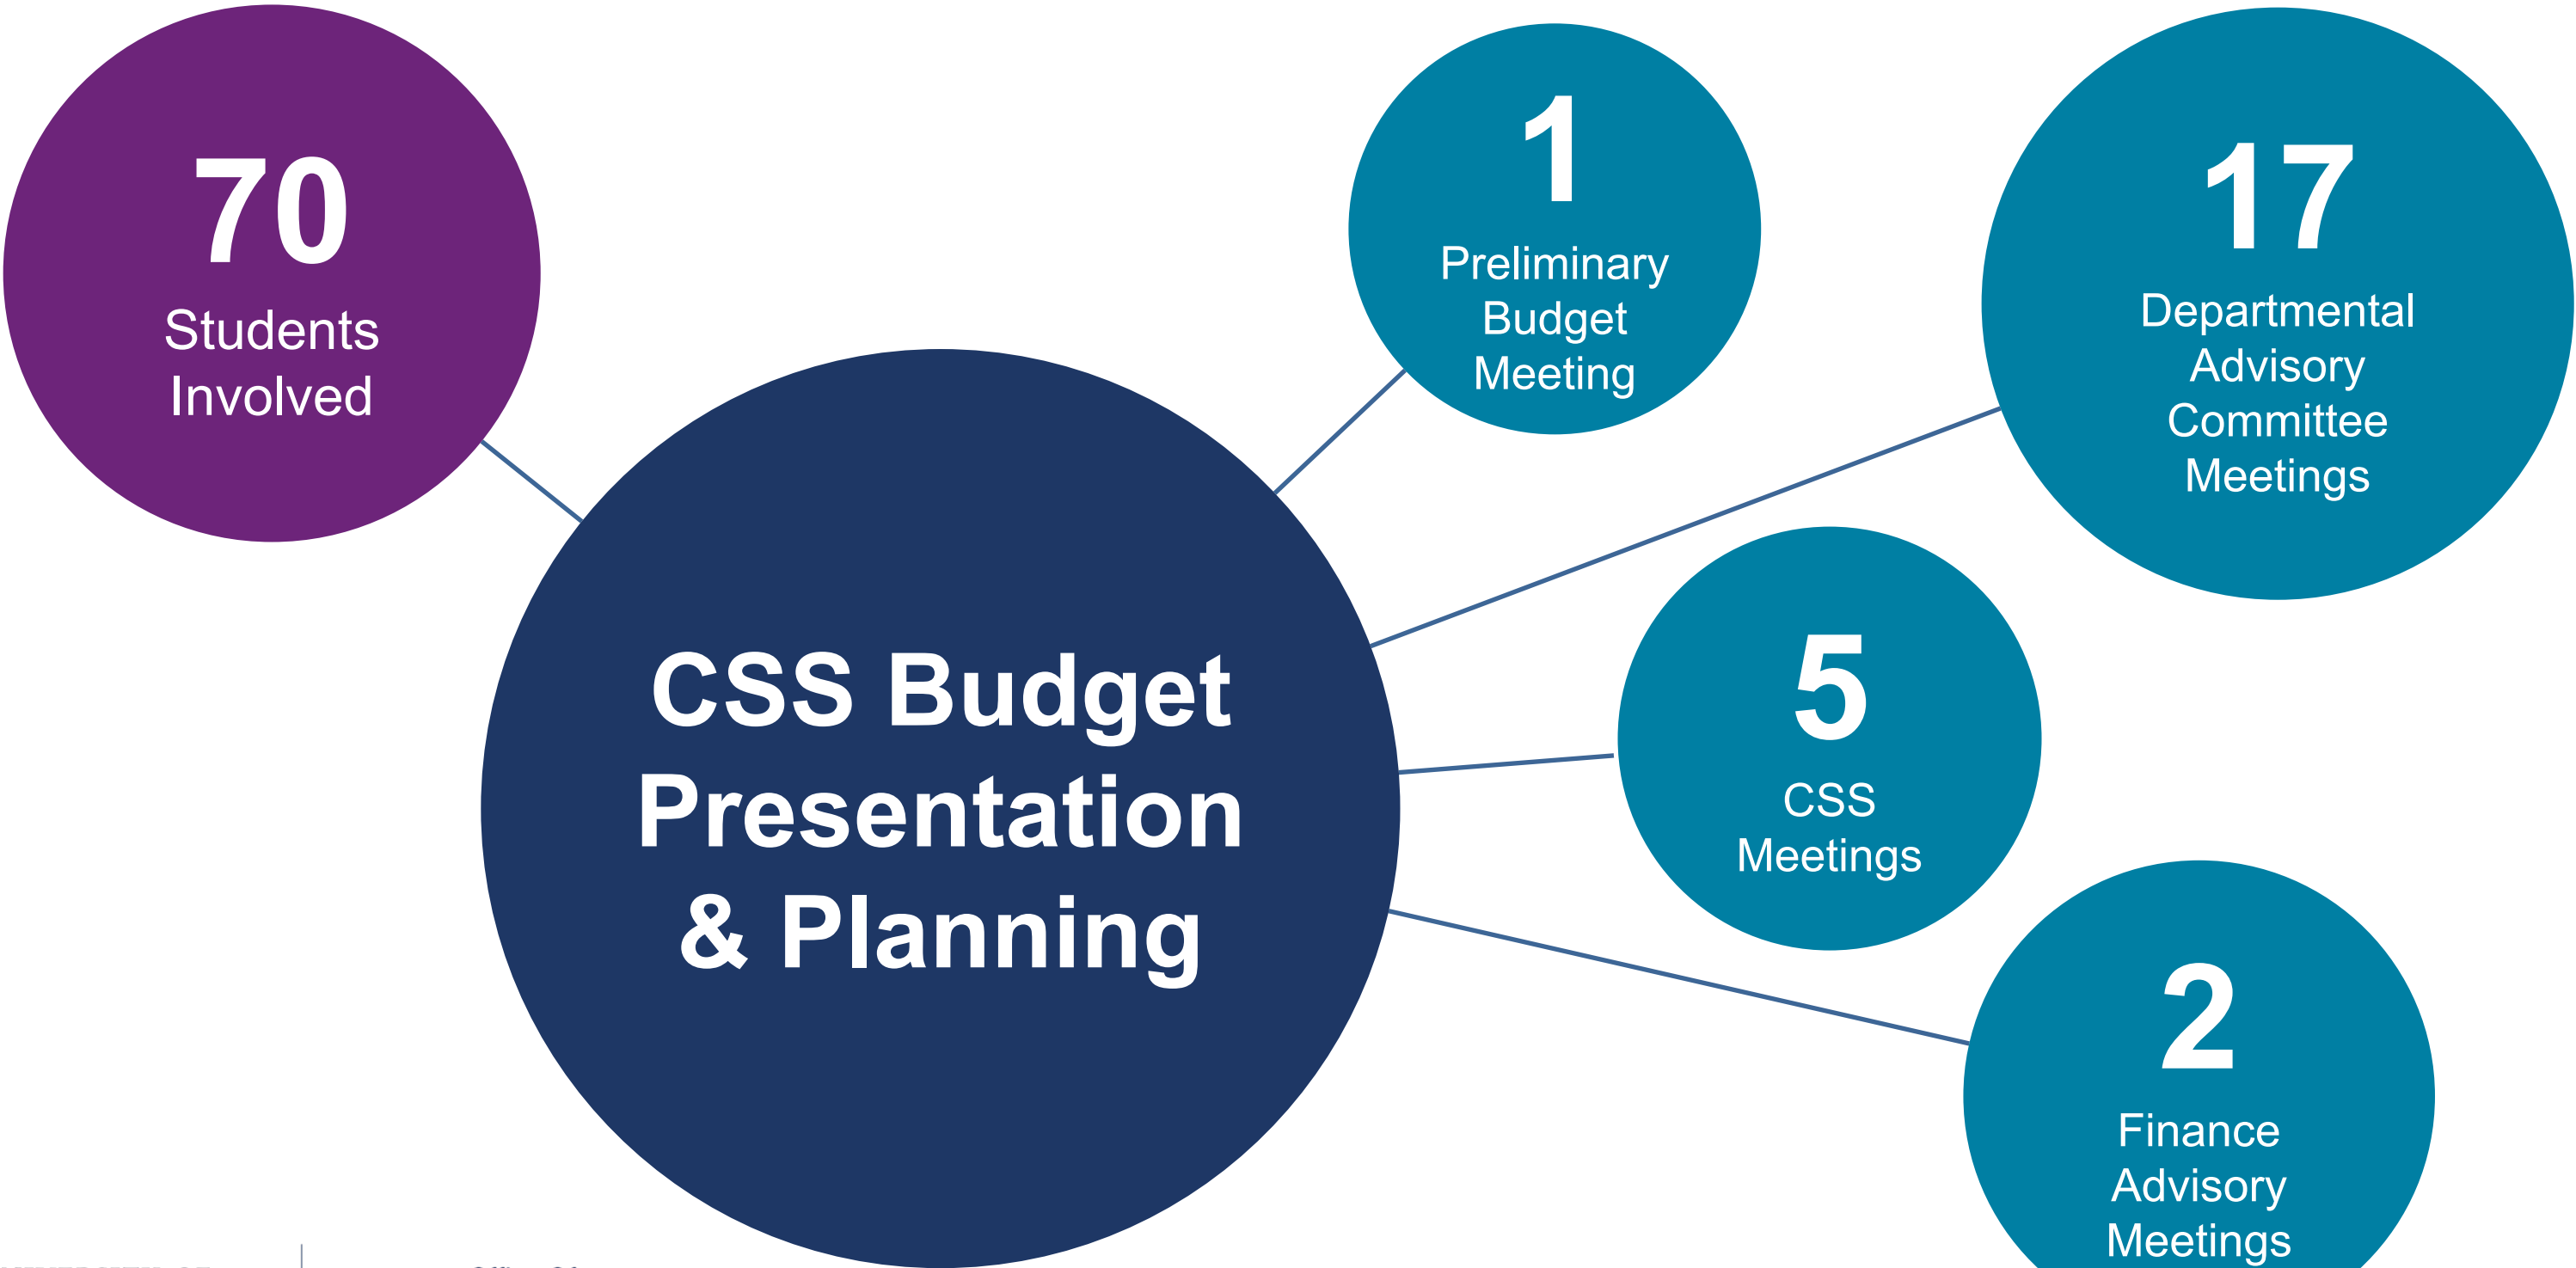 70
Students
Involved
1
Preliminary
Budget
Meeting
17
Departmental
Advisory
Committee
Meetings
CSS Budget
Presentation
& Planning
5
CSS
Meetings
2
Finance
Advisory
Meetings